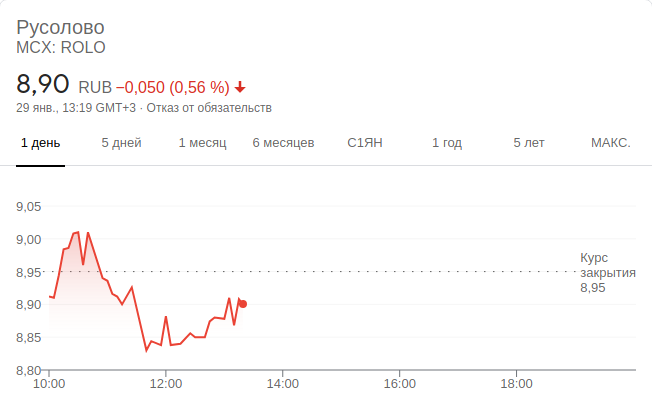 Русолово
MCX: ROLO
8,90 RUB −0,050 (0,56 %)
29 янв., 13:19 GMT+3 · Отказ от обязательств
1 день 5 дней 1 месяц 6 месяцев С1ЯН 1 год 5 лет МАКС.
9,05
9,00
8,95
8,90
8,85
8,80
Курс
закрытия
8,95
10:00 12:00 14:00 16:00 18:00